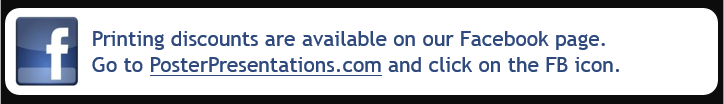 Printing discounts are available on our Facebook page.
Go to PosterPresentations.com and click on the FB icon.